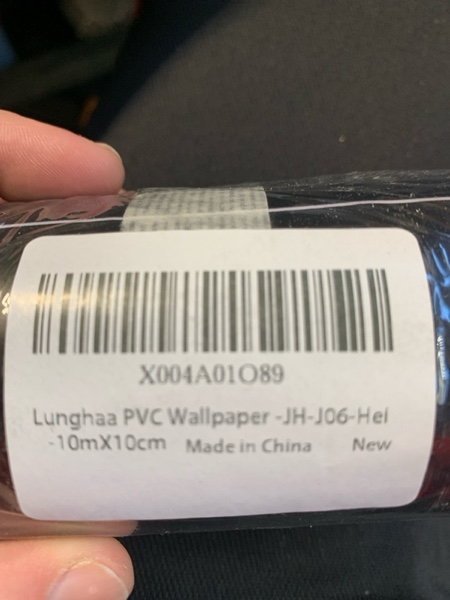 X004A01O89
Lunghaa PVC Wallpaper -JH-J06-Hei
-10mX10cm Made in China New